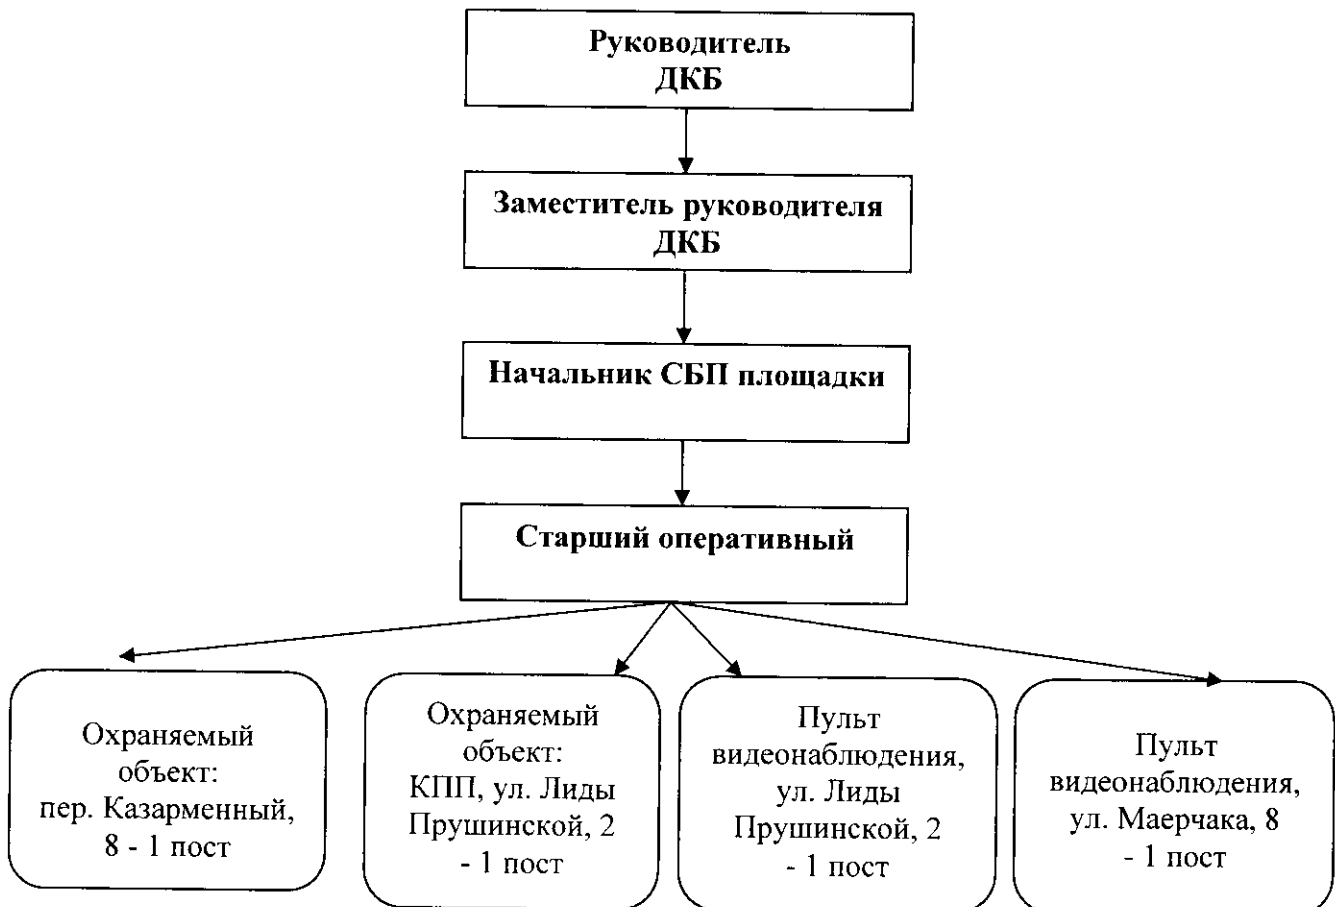 Руководитель
ДКБ
Заместитель руководителя
ДКБ
Начальник СБП площадки
Старший оперативный
Охраняемый
объект:
пер. Казарменный,
8 - 1 пост
Охраняемый
объект:
КПП, ул. Лиды
Прушинской, 2
- 1 пост
Пульт
видеонаблюдения,
ул. Лиды
Прушинской, 2
- 1 пост
Пульт
видеонаблюдения,
ул. Маерчака, 8
- 1 пост